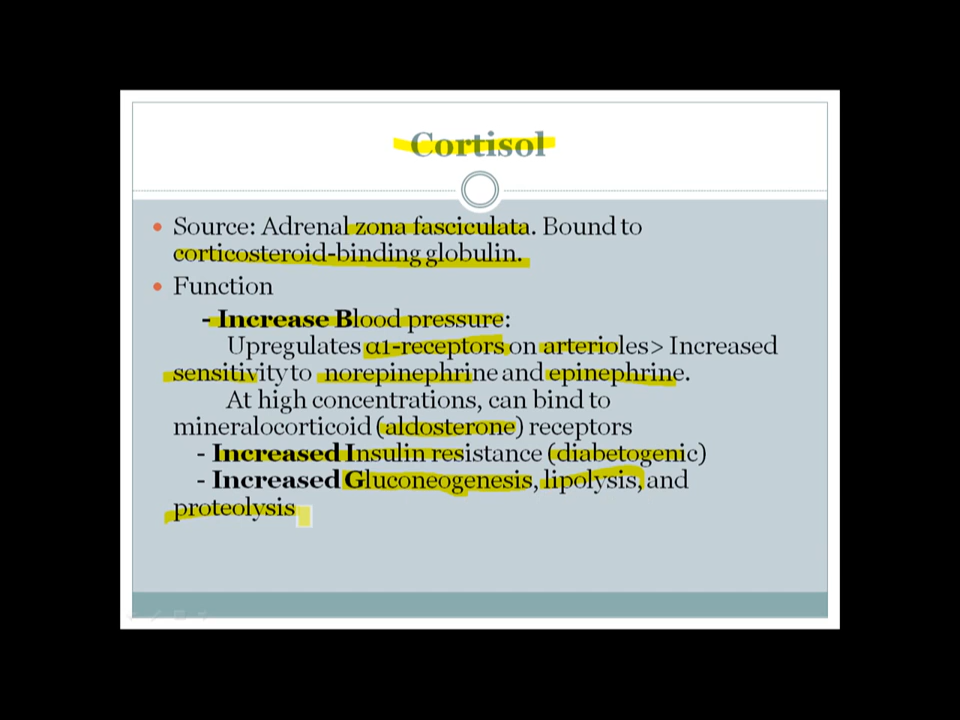 Cortisol
• Source: Adrenal zona fasciculata. Bound to
corticosteroid-binding globulin.
• Function
- Increase Blood pressure:
Upregulates α1-receptors on arterioles> Increased
sensitivity to norepinephrine and epinephrine.
At high concentrations, can bind to
mineralocorticoid (aldosterone) receptors
- Increased Insulin resistance (diabetogenic)
- Increased Gluconeogenesis, lipolysis, and
proteolysis